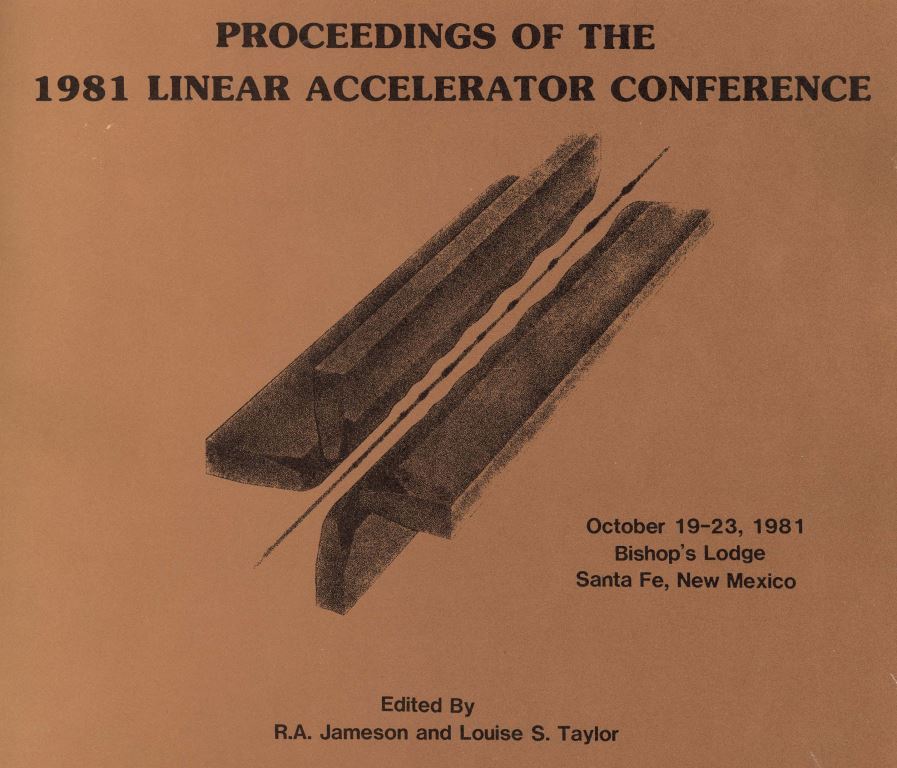 PROCEEDINGS OF THE
1981 LINEAR ACCELERATOR CONFERENCE
October 19-23, 1981
Bishop's Lodge
Santa Fe, New Mexico
Edited By
R.A. Jameson and Louise S. Taylor